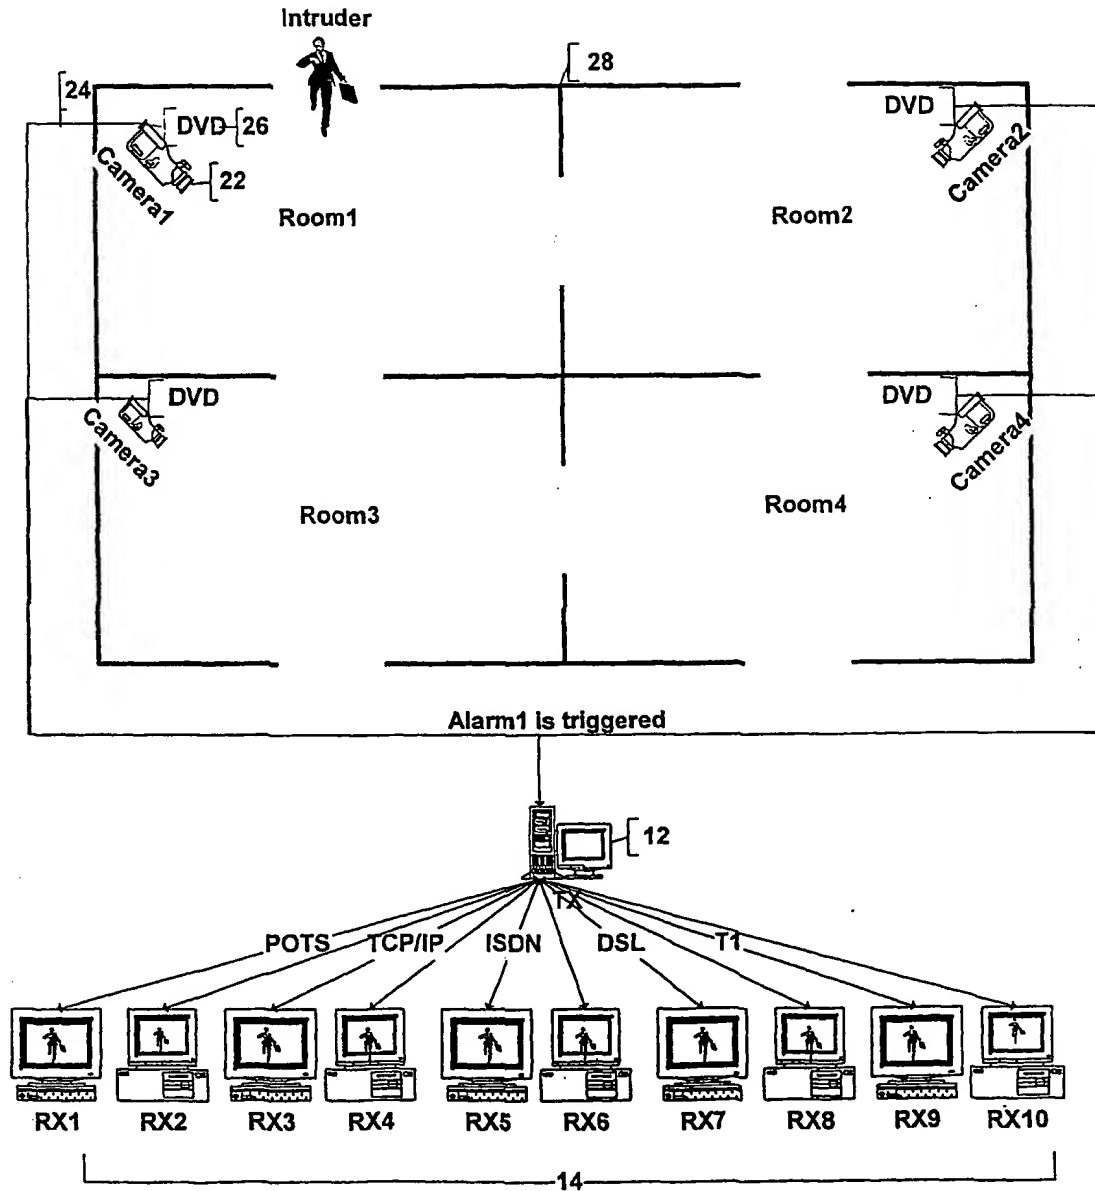 Intruder
28
24
DVD
26
DVD
Camera1
22
Camera2
Room1
Room2
DVD
DVD
Camera3
Camera4
Room3
Room4
Alarm1 is triggered
12
TX
POTS
TCP/IP
ISDN
DSL
T1
RX1
RX2
RX3
RX4
RX5
RX6
RX7
RX8
RX9
RX10
14